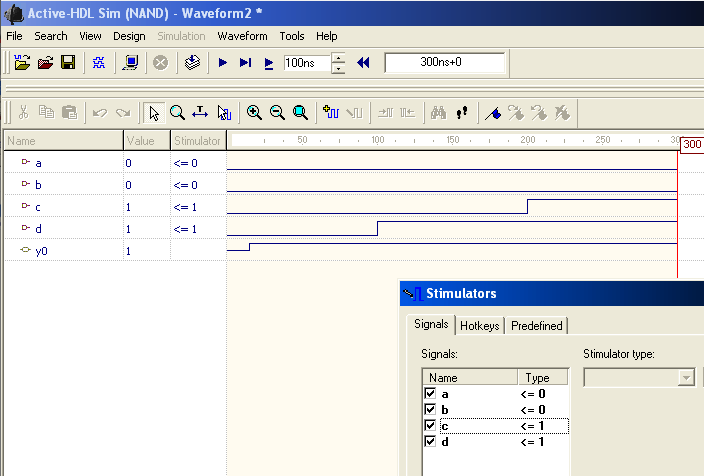 Active-HDL Sim (NAND) - Waveform2 *
File Search View Design Simulation Waveform Tools Help
100ns 300ns+0
Name Value Stimulator 50 100 150 200 250 300
a 0 <= 0
b 0 <= 0
c 1 <= 1
d 1 <= 1
y0 1
Stimulators
Signals Hotkeys Predefined
Signals: Stimulator type:
Name Type
a <= 0
b <= 0
c <= 1
d <= 1